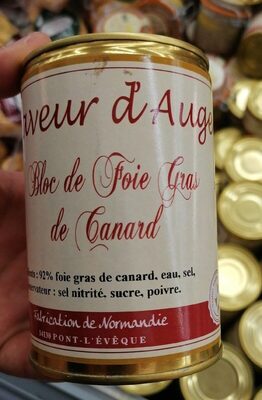 d'Auge
Bloc de Foie Gras
de Canard
: 92% foie gras de canard, eau, sel,
: sel nitrité, sucre, poivre.
Fabrication de Normandie
14130 PONT-L'ÉVÊQUE